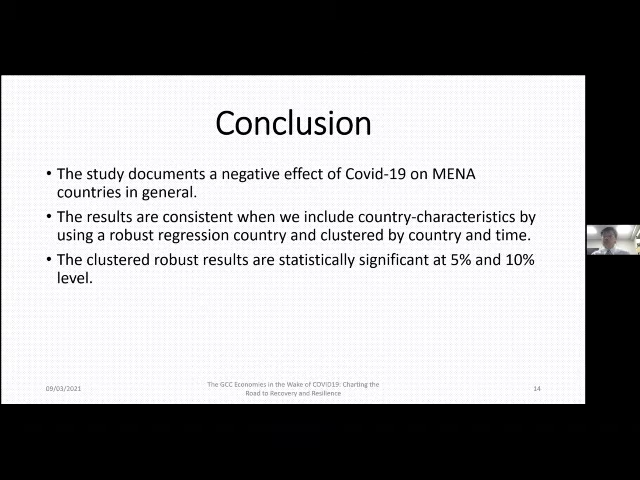 Conclusion
• The study documents a negative effect of Covid-19 on MENA
countries in general.
• The results are consistent when we include country-characteristics by
using a robust regression country and clustered by country and time.
• The clustered robust results are statistically significant at 5% and 10%
level.
09/03/2021
The GCC Economies in the Wake of COVID19: Charting the
Road to Recovery and Resilience
14